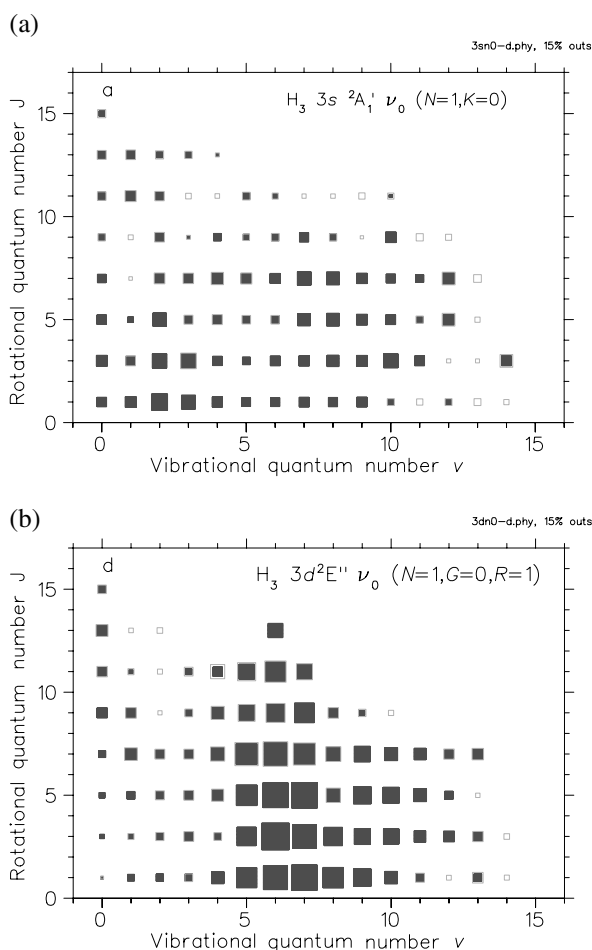 (a)
3sn0-d.phy, 15% outs
a
H₃ 3s ²A₁' ν₀ (N=1,K=0)
15
10
5
0
Rotational quantum number J
0 5 10 15
Vibrational quantum number v
(b)
3dn0-d.phy, 15% outs
d
H₃ 3d²E'' ν₀ (N=1,G=0,R=1)
15
10
5
0
Rotational quantum number J
0 5 10 15
Vibrational quantum number v